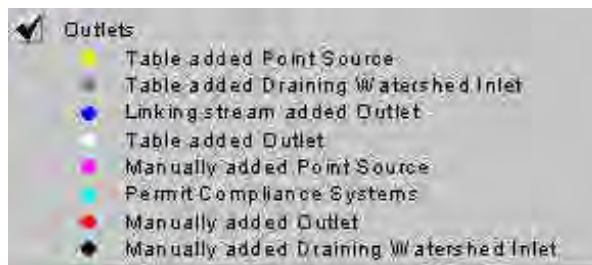 Outlets
Table added Point Source
Table added Draining Watershed Inlet
Linking stream added Outlet
Table added Outlet
Manually added Point Source
Permit Compliance Systems
Manually added Outlet
Manually added Draining Watershed Inlet